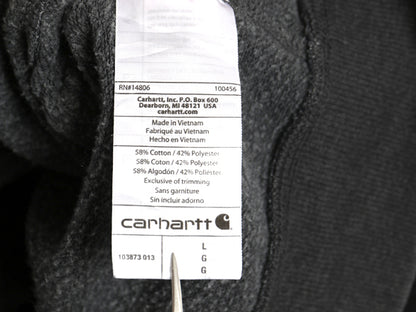 RN#14806 100456
Carhartt, Inc. P.O. Box 600
Dearborn, MI 48121 USA
carhartt.com
Made in Vietnam
Fabriqué au Vietnam
Hecho en Vietnam
58% Cotton / 42% Polyester
58% Coton / 42% Polyester
58% Algodón / 42% Poliéster
Exclusive of trimming
Sans garniture
Sin incluir adorno
carhartt
L
103873 013 G
G